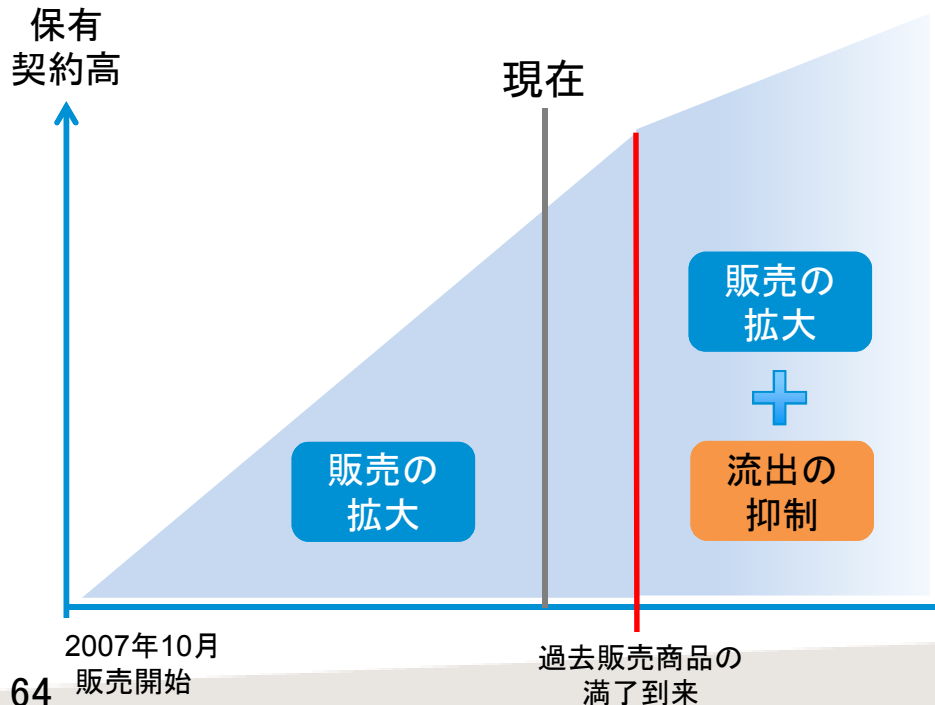 保有
契約高
現在
販売の
拡大
販売の
拡大
流出の
抑制
2007年10月
販売開始
過去販売商品の
満了到来
64